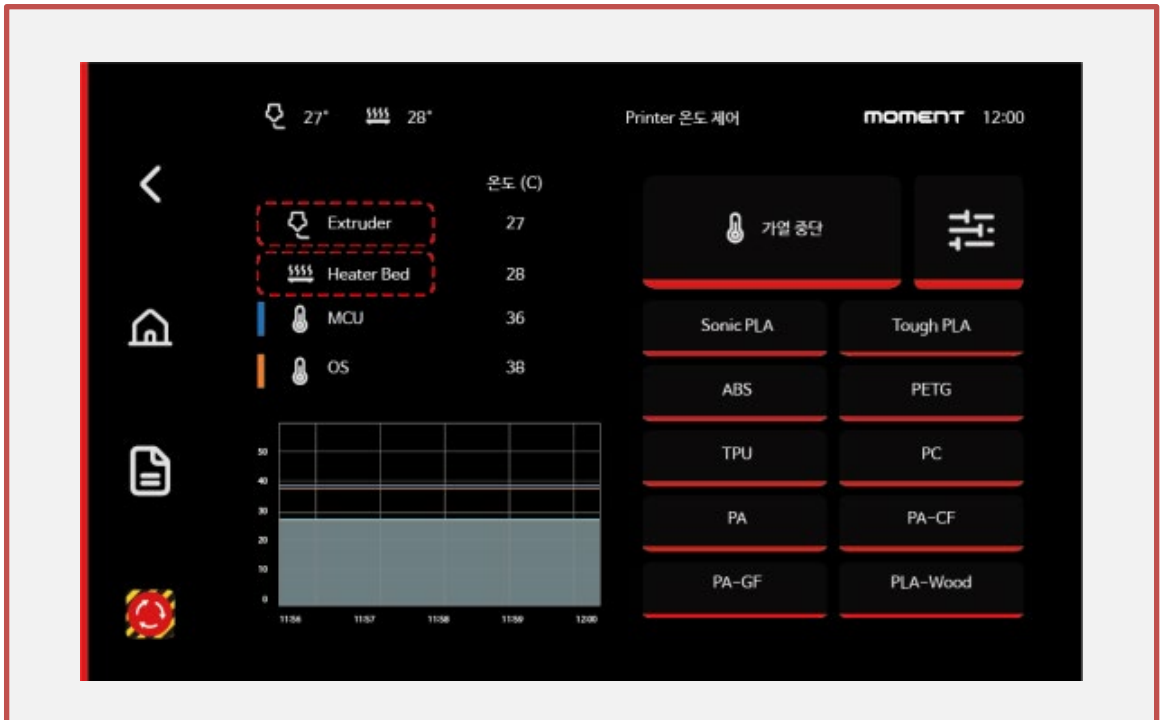 27° 28° Printer 온도 제어 moment 12:00
온도 (C)
Extruder 27
Heater Bed 28
MCU 36
OS 38
가열 중단
Sonic PLA Tough PLA
ABS PETG
TPU PC
PA PA-CF
PA-GF PLA-Wood
50
40
30
20
10
0
11:56 11:57 11:58 11:59 12:00